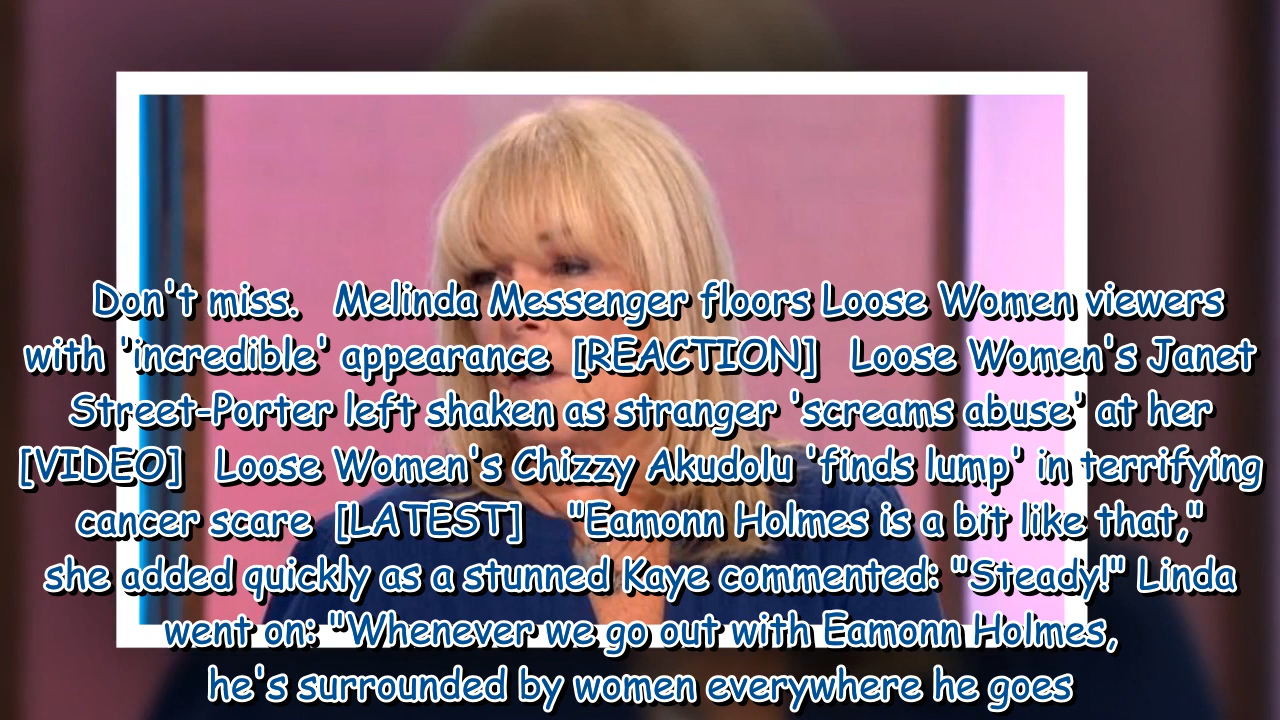 Don't miss.   Melinda Messenger floors Loose Women viewers
with 'incredible' appearance  [REACTION]   Loose Women's Janet
Street-Porter left shaken as stranger 'screams abuse' at her
[VIDEO]   Loose Women's Chizzy Akudolu 'finds lump' in terrifying
cancer scare  [LATEST]    "Eamonn Holmes is a bit like that,"
she added quickly as a stunned Kaye commented: "Steady!" Linda
went on: "Whenever we go out with Eamonn Holmes,
he's surrounded by women everywhere he goes